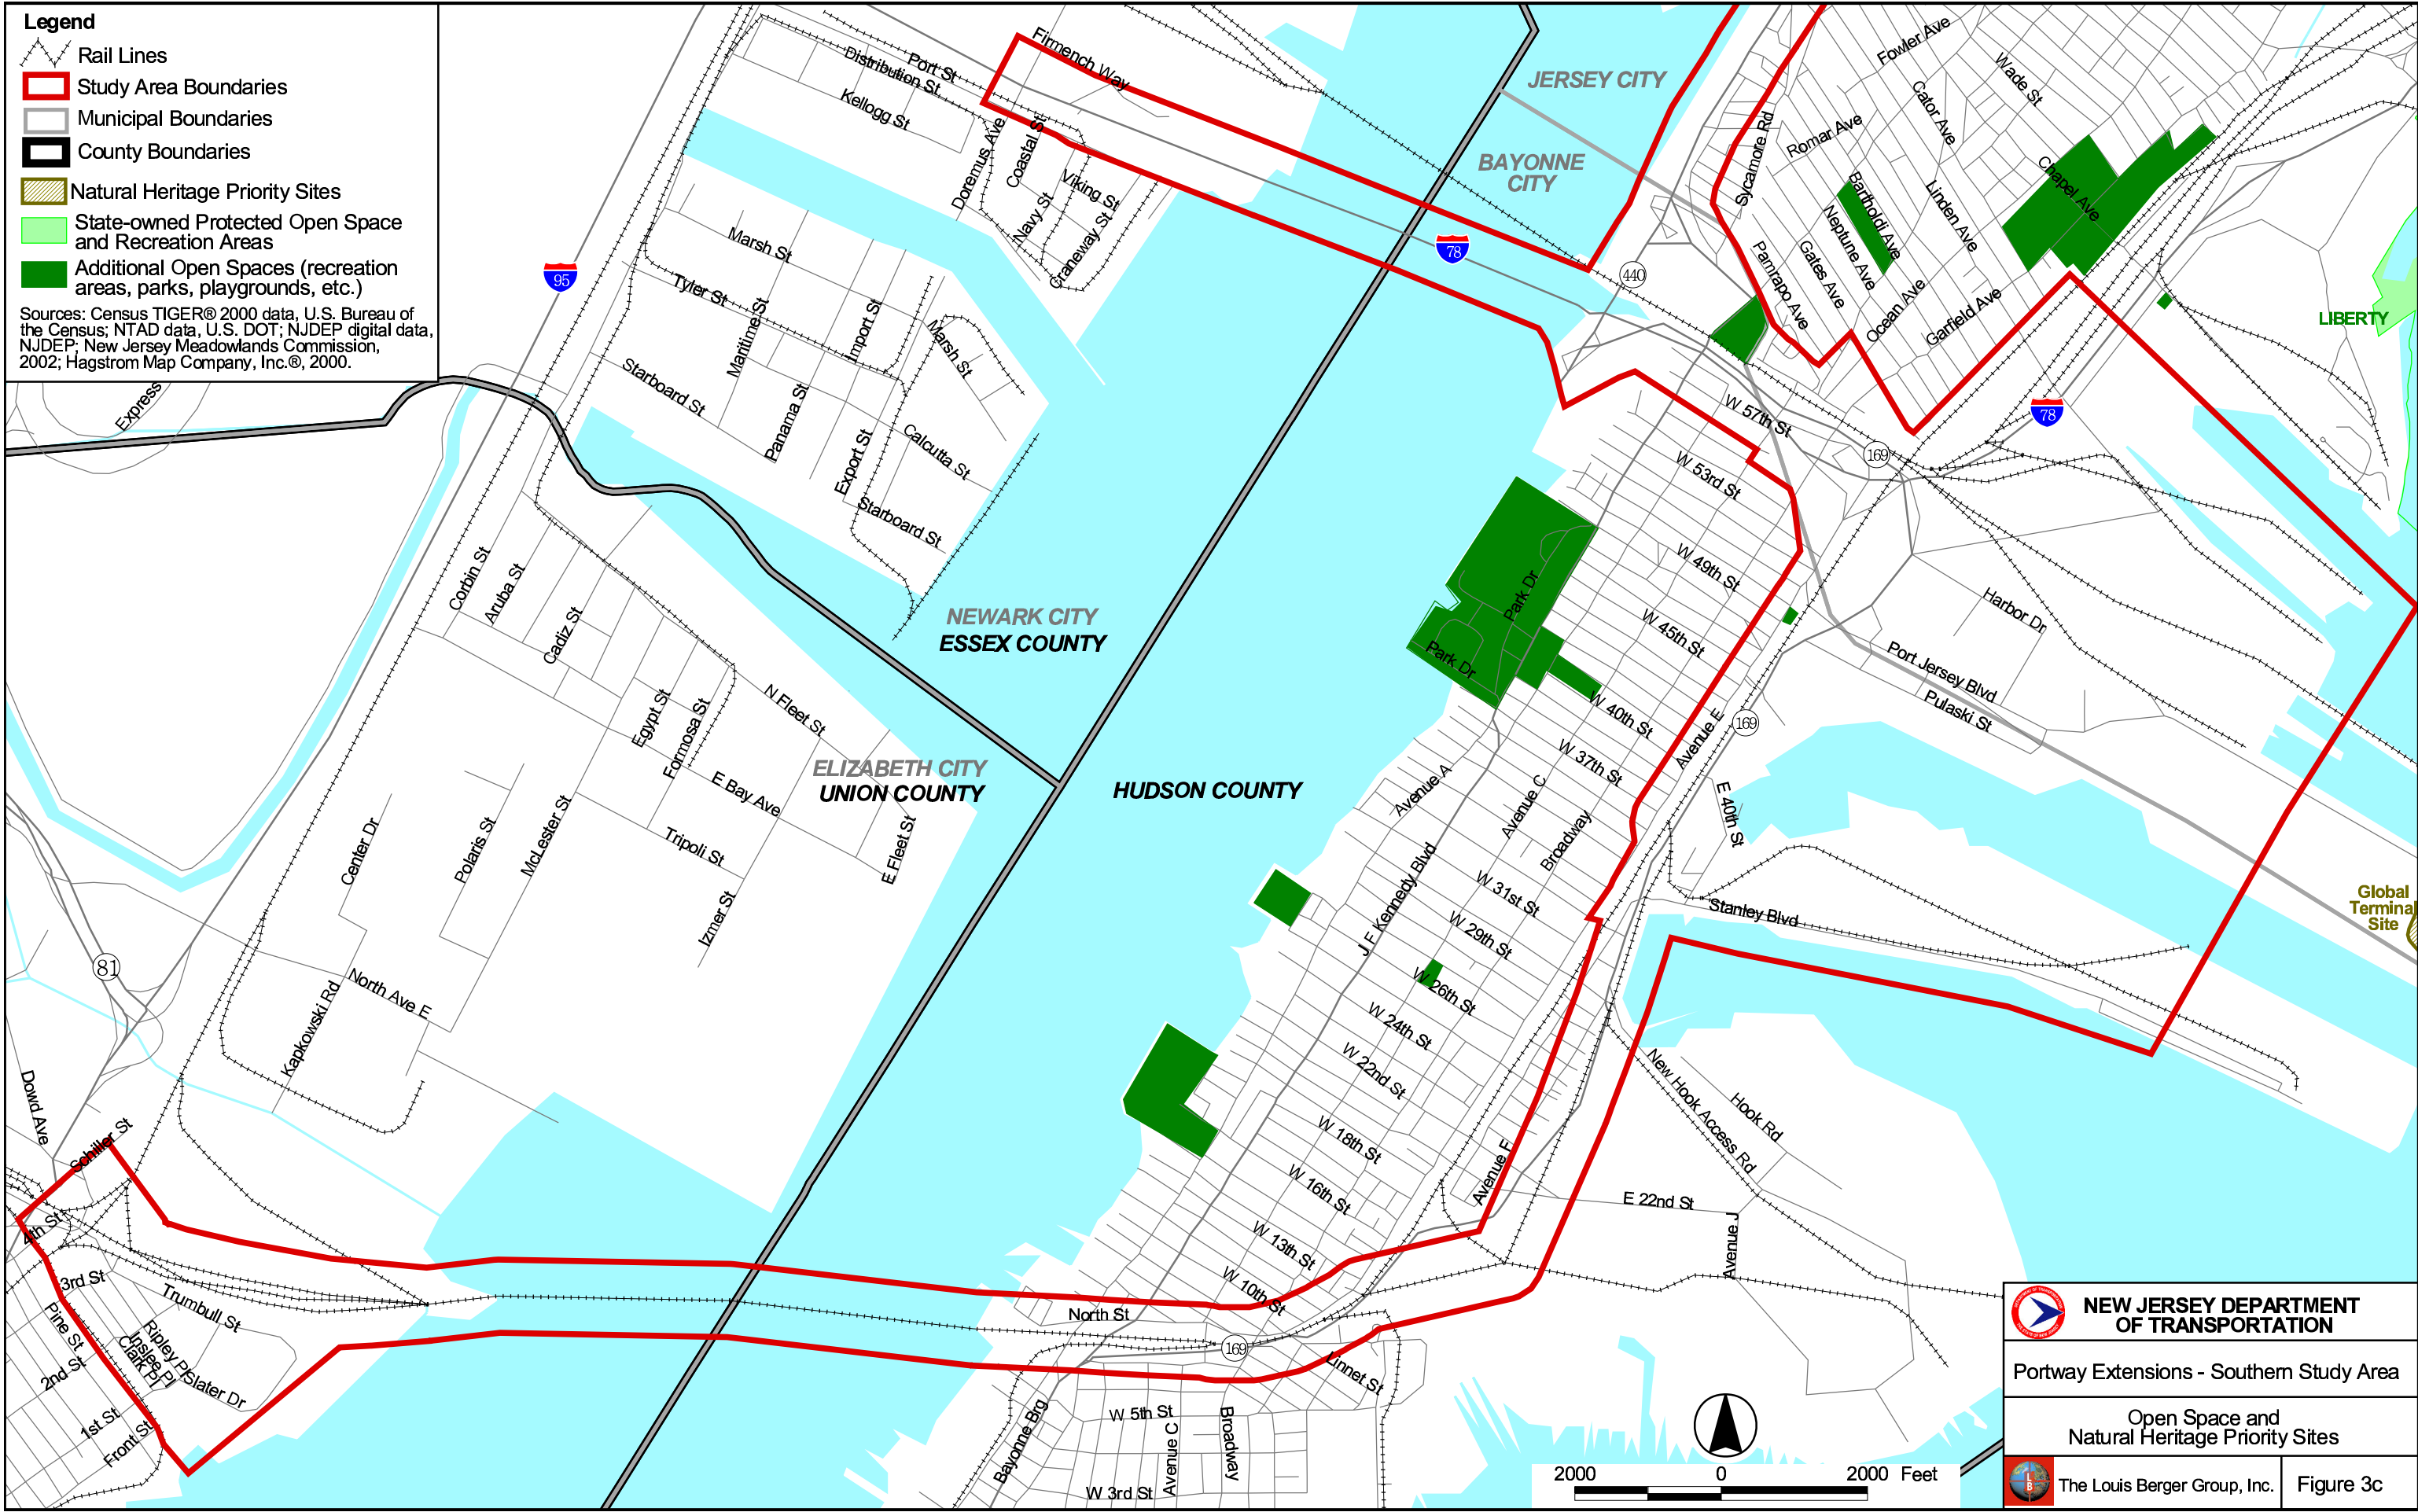 Legend
Rail Lines
Study Area Boundaries
Municipal Boundaries
County Boundaries
Natural Heritage Priority Sites
State-owned Protected Open Space
and Recreation Areas
Additional Open Spaces (recreation
areas, parks, playgrounds, etc.)
Sources: Census TIGER® 2000 data, U.S. Bureau of
the Census; NTAD data, U.S. DOT; NJDEP digital data,
NJDEP; New Jersey Meadowlands Commission,
2002; Hagstrom Map Company, Inc.®, 2000.
Express
Port St
Distribution St
Kellogg St
Firmench Way
Doremus Ave
Coastal St
Viking St
Navy St
Craneway St
95
Marsh St
Tyler St
Maritime St
Import St
Marsh St
Starboard St
Panama St
Export St
Calcutta St
Starboard St
JERSEY CITY
BAYONNE
CITY
78
440
Fowler Ave
Wade St
Cator Ave
Romar Ave
Sycamore Rd
Chapel Ave
Bartholdi Ave
Linden Ave
Neptune Ave
Gates Ave
Pamrapo Ave
Ocean Ave
Garfield Ave
LIBERTY
78
169
W 57th St
W 53rd St
W 49th St
W 45th St
W 40th St
W 37th St
Park Dr
Park Dr
Harbor Dr
Port Jersey Blvd
Pulaski St
Avenue E
169
E 40th St
Stanley Blvd
Global
Terminal
Site
Corbin St
Aruba St
Cadiz St
Egypt St
Formosa St
N Fleet St
E Bay Ave
Tripoli St
E Fleet St
Izmer St
McLester St
Polaris St
Center Dr
NEWARK CITY
ESSEX COUNTY
ELIZABETH CITY
UNION COUNTY
HUDSON COUNTY
Avenue A
Avenue C
Broadway
J F Kennedy Blvd
W 31st St
W 29th St
W 26th St
W 24th St
W 22nd St
W 18th St
W 16th St
W 13th St
W 10th St
Avenue F
New Hook Access Rd
Hook Rd
E 22nd St
Avenue J
81
North Ave E
Kapkowski Rd
Dowd Ave
Schiller St
4th St
3rd St
Trumbull St
Pine St
Ripley Pl
Inslee Pl
Clark Pl
Slater Dr
2nd St
1st St
Front St
North St
169
Linnet St
W 5th St
Bayonne Brg
Avenue C
Broadway
W 3rd St
2000 0 2000 Feet
NEW JERSEY DEPARTMENT
OF TRANSPORTATION
Portway Extensions - Southern Study Area
Open Space and
Natural Heritage Priority Sites
The Louis Berger Group, Inc.
Figure 3c